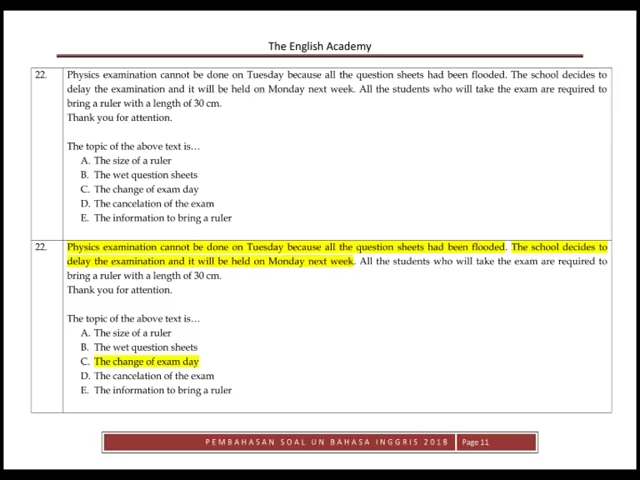 The English Academy
22.
Physics examination cannot be done on Tuesday because all the question sheets had been flooded. The school decides to
delay the examination and it will be held on Monday next week. All the students who will take the exam are required to
bring a ruler with a length of 30 cm.
Thank you for attention.
The topic of the above text is…
A. The size of a ruler
B. The wet question sheets
C. The change of exam day
D. The cancelation of the exam
E. The information to bring a ruler
22.
Physics examination cannot be done on Tuesday because all the question sheets had been flooded. The school decides to
delay the examination and it will be held on Monday next week. All the students who will take the exam are required to
bring a ruler with a length of 30 cm.
Thank you for attention.
The topic of the above text is…
A. The size of a ruler
B. The wet question sheets
C. The change of exam day
D. The cancelation of the exam
E. The information to bring a ruler
PEMBAHASAN SOAL UN BAHASA INGGRIS 2018 Page 11